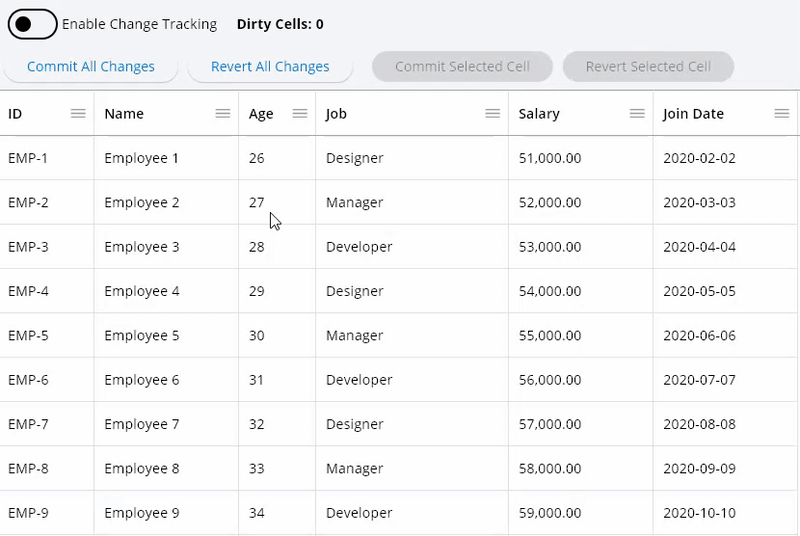 Enable Change Tracking Dirty Cells: 0
Commit All Changes Revert All Changes Commit Selected Cell Revert Selected Cell
ID Name Age Job Salary Join Date
EMP-1 Employee 1 26 Designer 51,000.00 2020-02-02
EMP-2 Employee 2 27 Manager 52,000.00 2020-03-03
EMP-3 Employee 3 28 Developer 53,000.00 2020-04-04
EMP-4 Employee 4 29 Designer 54,000.00 2020-05-05
EMP-5 Employee 5 30 Manager 55,000.00 2020-06-06
EMP-6 Employee 6 31 Developer 56,000.00 2020-07-07
EMP-7 Employee 7 32 Designer 57,000.00 2020-08-08
EMP-8 Employee 8 33 Manager 58,000.00 2020-09-09
EMP-9 Employee 9 34 Developer 59,000.00 2020-10-10